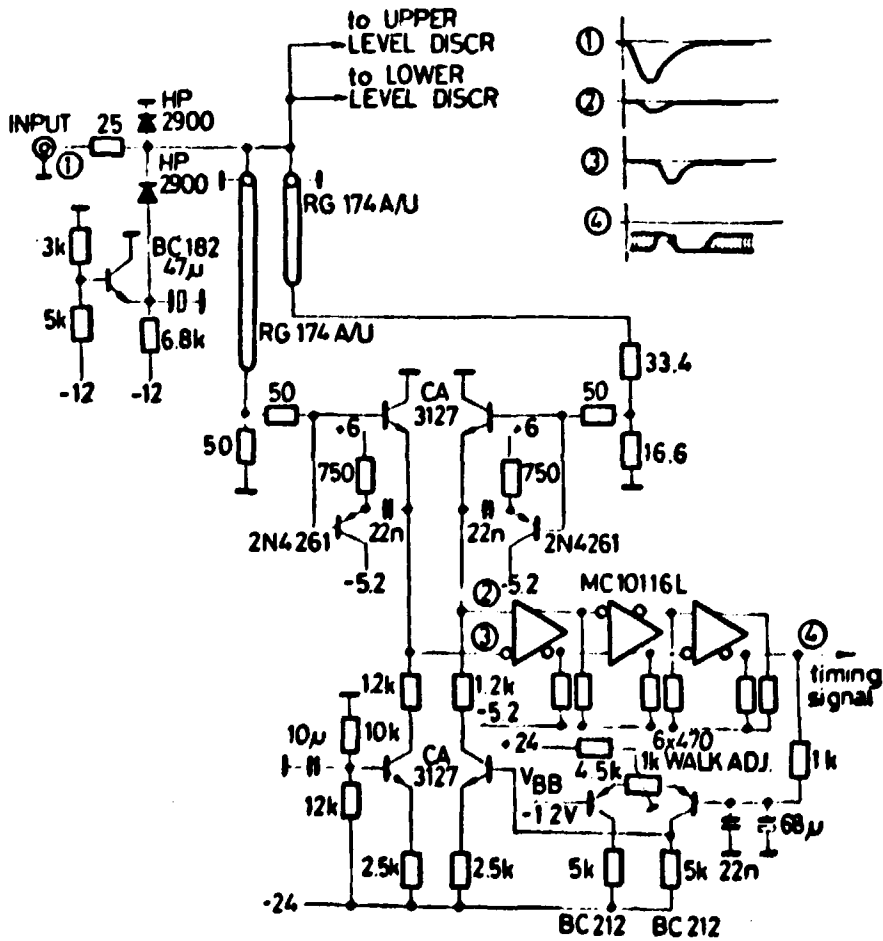 to UPPER
LEVEL DISCR
to LOWER
LEVEL DISCR
①
②
③
④
INPUT
①
25
HP
2900
HP
2900
RG 174 A/U
3k
BC 182
47µ
5k
6.8k
-12
-12
RG 174 A/U
33.4
50
50
CA
3127
50
16.6
+6
+6
750
750
22n
22n
2N4261
2N4261
-5.2
-5.2
②
③
MC10116L
④
timing
signal
1.2k
1.2k
-5.2
10µ
10k
+24
4.5k
6x470
1k WALK ADJ.
1k
CA
3127
VBB
-1.2V
12k
68µ
22n
2.5k
2.5k
5k
5k
-24
BC 212
BC 212